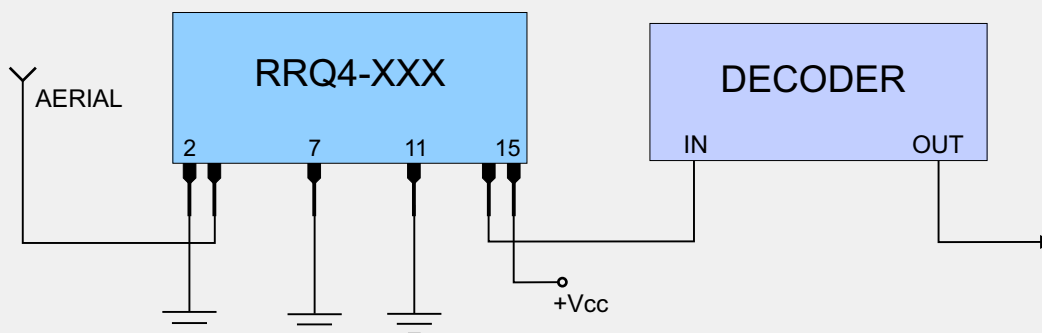 RRQ4-XXX
DECODER
AERIAL
2 7 11 15
IN OUT
+Vcc